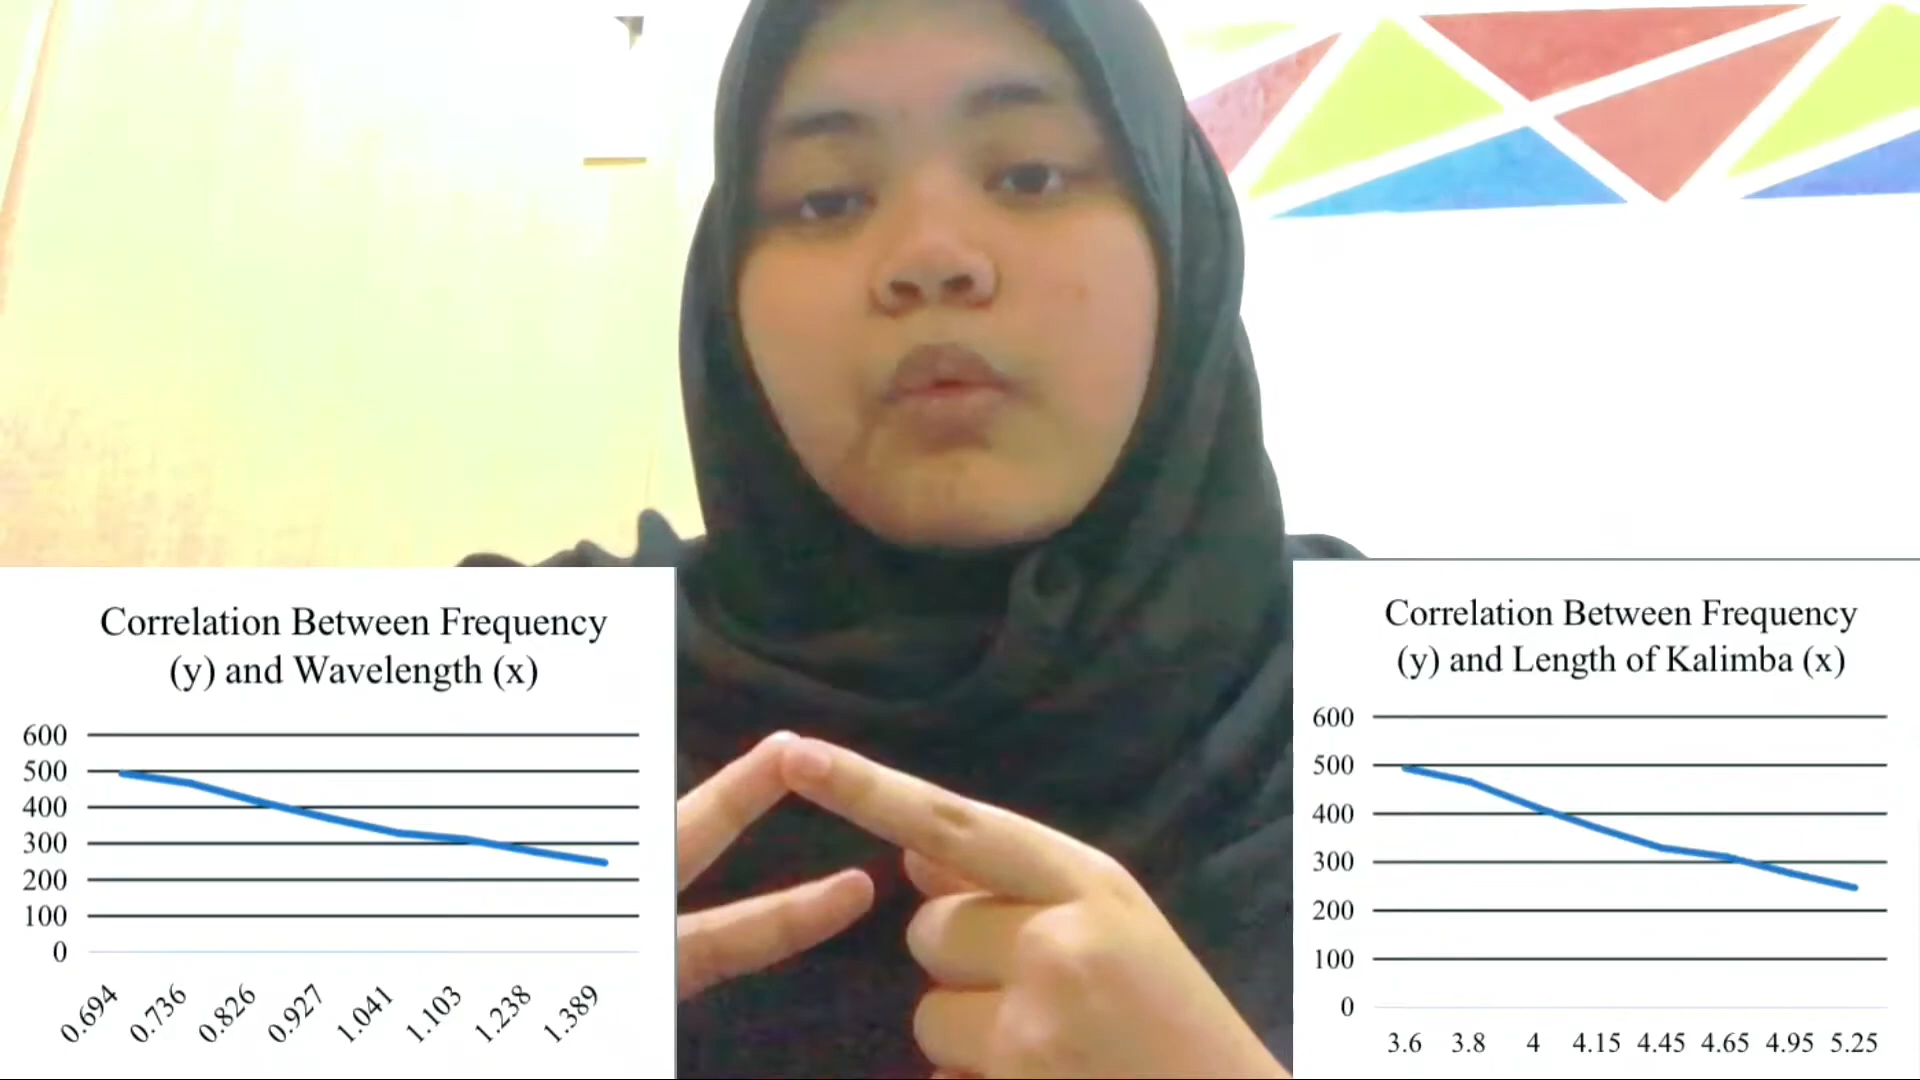 Correlation Between Frequency
(y) and Wavelength (x)
600
500
400
300
200
100
0
0.694 0.736 0.826 0.927 1.041 1.103 1.238 1.389
Correlation Between Frequency
(y) and Length of Kalimba (x)
600
500
400
300
200
100
0
3.6 3.8 4 4.15 4.45 4.65 4.95 5.25